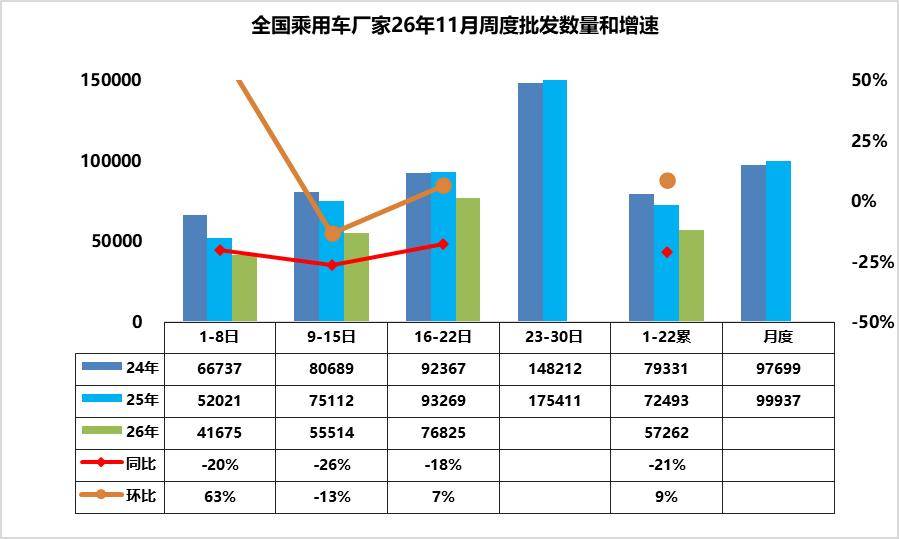 全国乘用车厂家26年11月周度批发数量和增速
150000
100000
50000
0
50%
25%
0%
-25%
-50%
1-8日 9-15日 16-22日 23-30日 1-22累 月度
24年 66737 80689 92367 148212 79331 97699
25年 52021 75112 93269 175411 72493 99937
26年 41675 55514 76825 57262
同比 -20% -26% -18% -21%
环比 63% -13% 7% 9%